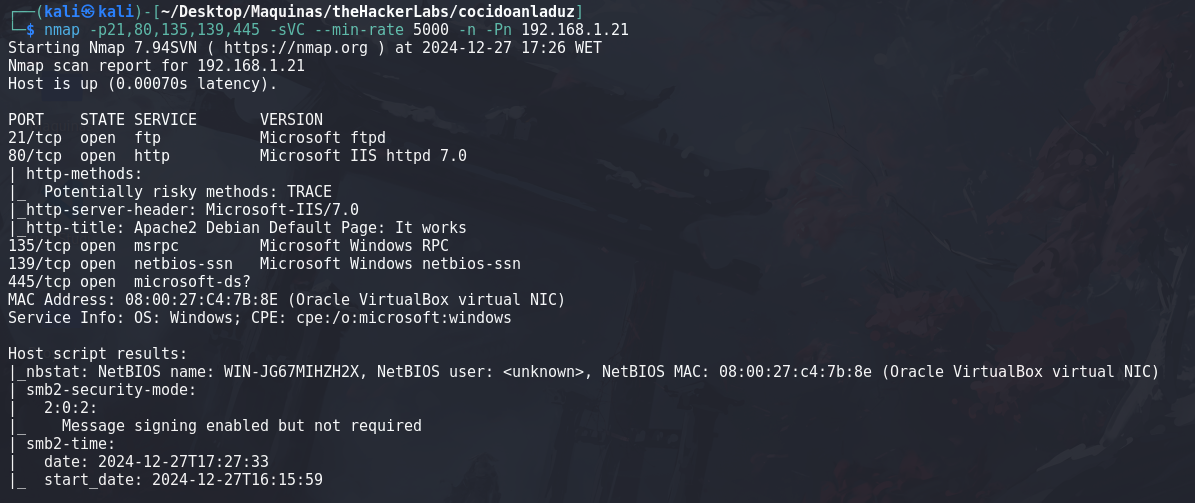 ┌──(kali㉿kali)-[~/Desktop/Maquinas/theHackerLabs/cocidoanladuz]
└─$ nmap -p21,80,135,139,445 -sVC --min-rate 5000 -n -Pn 192.168.1.21
Starting Nmap 7.94SVN ( https://nmap.org ) at 2024-12-27 17:26 WET
Nmap scan report for 192.168.1.21
Host is up (0.00070s latency).

PORT    STATE SERVICE       VERSION
21/tcp  open  ftp           Microsoft ftpd
80/tcp  open  http          Microsoft IIS httpd 7.0
| http-methods:
|_  Potentially risky methods: TRACE
|_http-server-header: Microsoft-IIS/7.0
|_http-title: Apache2 Debian Default Page: It works
135/tcp open  msrpc         Microsoft Windows RPC
139/tcp open  netbios-ssn   Microsoft Windows netbios-ssn
445/tcp open  microsoft-ds?
MAC Address: 08:00:27:C4:7B:8E (Oracle VirtualBox virtual NIC)
Service Info: OS: Windows; CPE: cpe:/o:microsoft:windows

Host script results:
|_nbstat: NetBIOS name: WIN-JG67MIHZH2X, NetBIOS user: <unknown>, NetBIOS MAC: 08:00:27:c4:7b:8e (Oracle VirtualBox virtual NIC)
| smb2-security-mode:
|   2:0:2:
|_    Message signing enabled but not required
| smb2-time:
|   date: 2024-12-27T17:27:33
|_  start_date: 2024-12-27T16:15:59